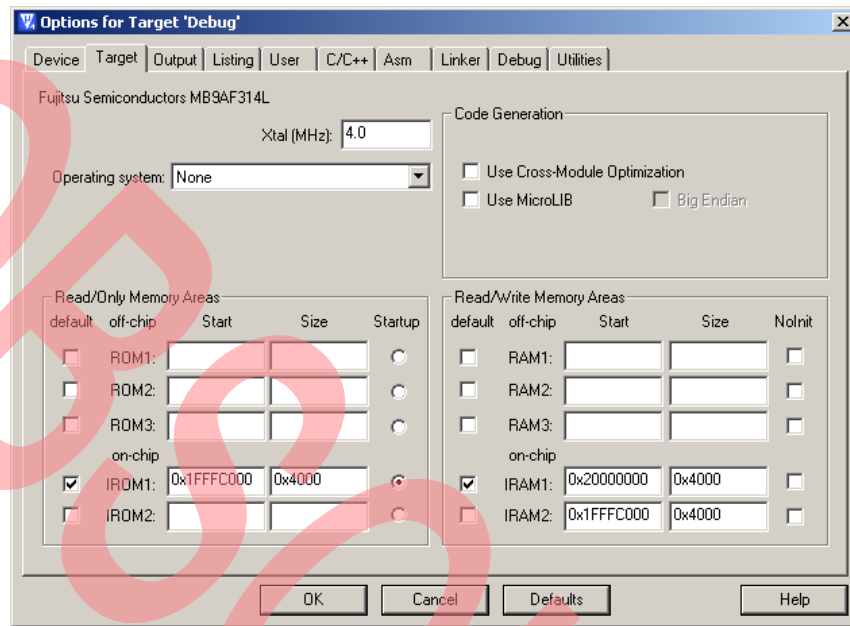 Options for Target 'Debug'
Device Target Output Listing User C/C++ Asm Linker Debug Utilities
Fujitsu Semiconductors MB9AF314L
Xtal (MHz): 4.0
Operating system: None
Code Generation
Use Cross-Module Optimization
Use MicroLIB Big Endian
Read/Only Memory Areas
default off-chip Start Size Startup
ROM1:
ROM2:
ROM3:
on-chip
IROM1: 0x1FFFC000 0x4000
IROM2:
Read/Write Memory Areas
default off-chip Start Size NoInit
RAM1:
RAM2:
RAM3:
on-chip
IRAM1: 0x20000000 0x4000
IRAM2: 0x1FFFC000 0x4000
OK Cancel Defaults Help